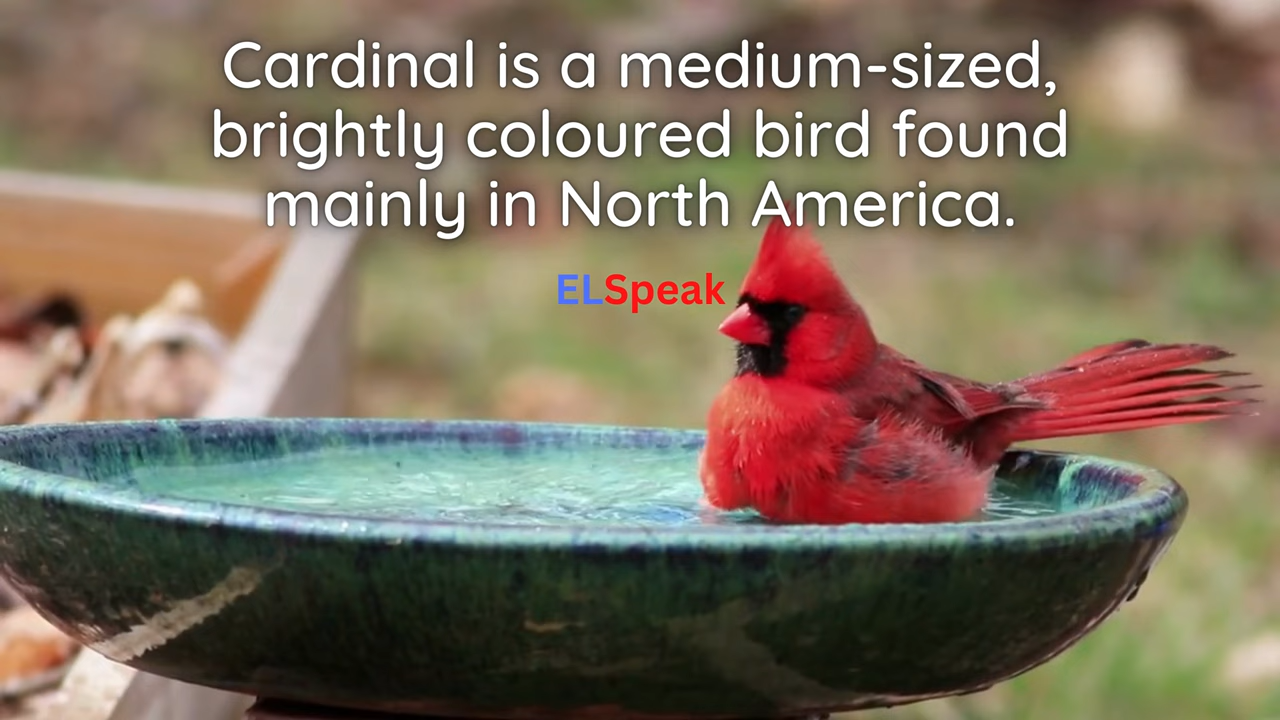 Cardinal is a medium-sized,
brightly coloured bird found
mainly in North America.
ELSpeak